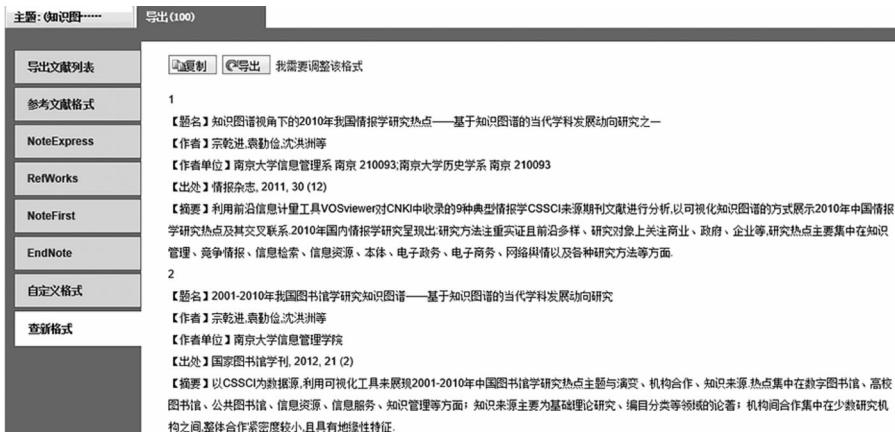 主题:(知识图······ 导出(100)
导出文献列表
参考文献格式
NoteExpress
RefWorks
NoteFirst
EndNote
自定义格式
查新格式
复制 导出 我需要调整该格式
1
【题名】知识图谱视角下的2010年我国情报学研究热点——基于知识图谱的当代学科发展动向研究之一
【作者】宗乾进,袁勤俭,沈洪洲等
【作者单位】南京大学信息管理系 南京 210093;南京大学历史学系 南京 210093
【出处】情报杂志, 2011, 30 (12)
【摘要】利用前沿信息计量工具VOSviewer对CNKI中收录的9种典型情报学CSSCI来源期刊文献进行分析,以可视化知识图谱的方式展示2010年中国情报
学研究热点及其交叉联系.2010年国内情报学研究呈现出:研究方法注重实证且前沿多样、研究对象上关注商业、政府、企业等,研究热点主要集中在知识
管理、竞争情报、信息检索、信息资源、本体、电子政务、电子商务、网络舆情以及各种研究方法等方面.
2
【题名】2001-2010年我国图书馆学研究知识图谱——基于知识图谱的当代学科发展动向研究
【作者】宗乾进,袁勤俭,沈洪洲等
【作者单位】南京大学信息管理学院
【出处】国家图书馆学刊, 2012, 21 (2)
【摘要】以CSSCI为数据源,利用可视化工具来展现2001-2010年中国图书馆学研究热点主题与演变、机构合作、知识来源.热点集中在数字图书馆、高校
图书馆、公共图书馆、信息资源、信息服务、知识管理等方面；知识来源主要为基础理论研究、编目分类等领域的论著；机构间合作集中在少数研究机
构之间,整体合作紧密度较小,且具有地缘性特征.